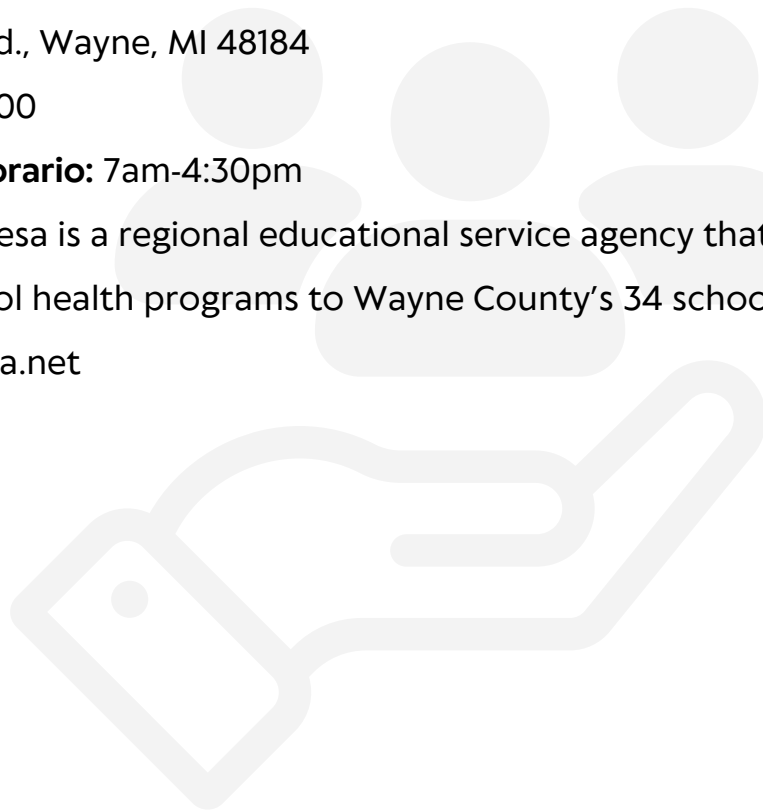 d., Wayne, MI 48184
00
orario: 7am-4:30pm
esa is a regional educational service agency that
ol health programs to Wayne County’s 34 schoo
a.net